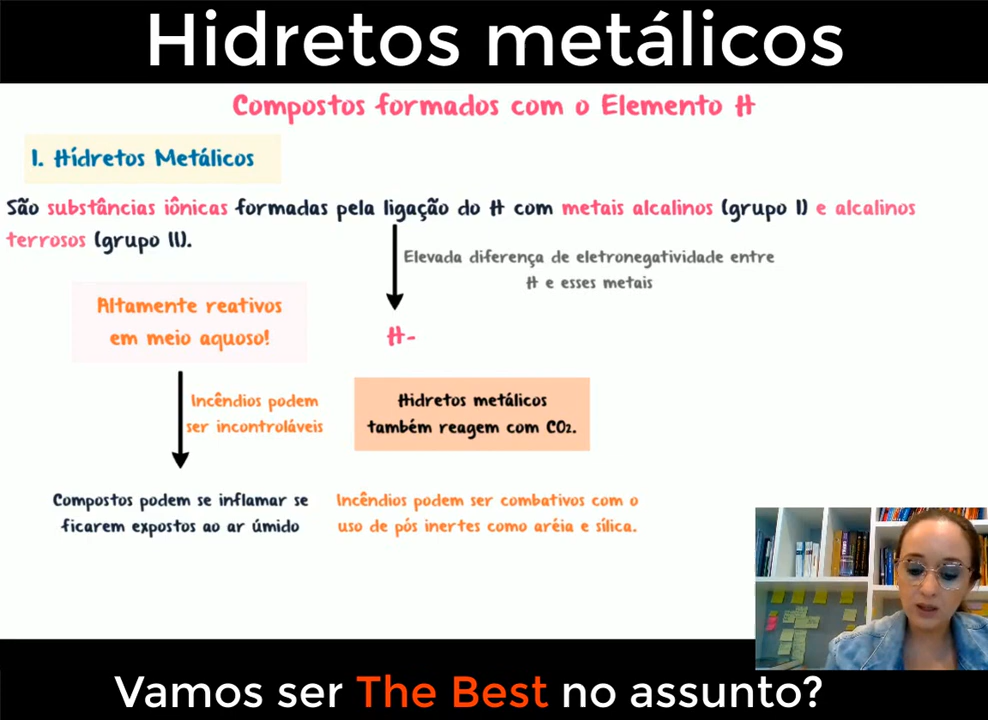 Hidretos metálicos
Compostos formados com o Elemento H
1. Hídretos Metálicos
São substâncias iônicas formadas pela ligação do H com metais alcalinos (grupo I) e alcalinos
terrosos (grupo II).
Elevada diferença de eletronegatividade entre
H e esses metais
Altamente reativos
em meio aquoso!
H-
Incêndios podem
ser incontroláveis
Hidretos metálicos
também reagem com CO₂.
Compostos podem se inflamar se
ficarem expostos ao ar úmido
Incêndios podem ser combativos com o
uso de pós inertes como aréia e sílica.
Vamos ser The Best no assunto?